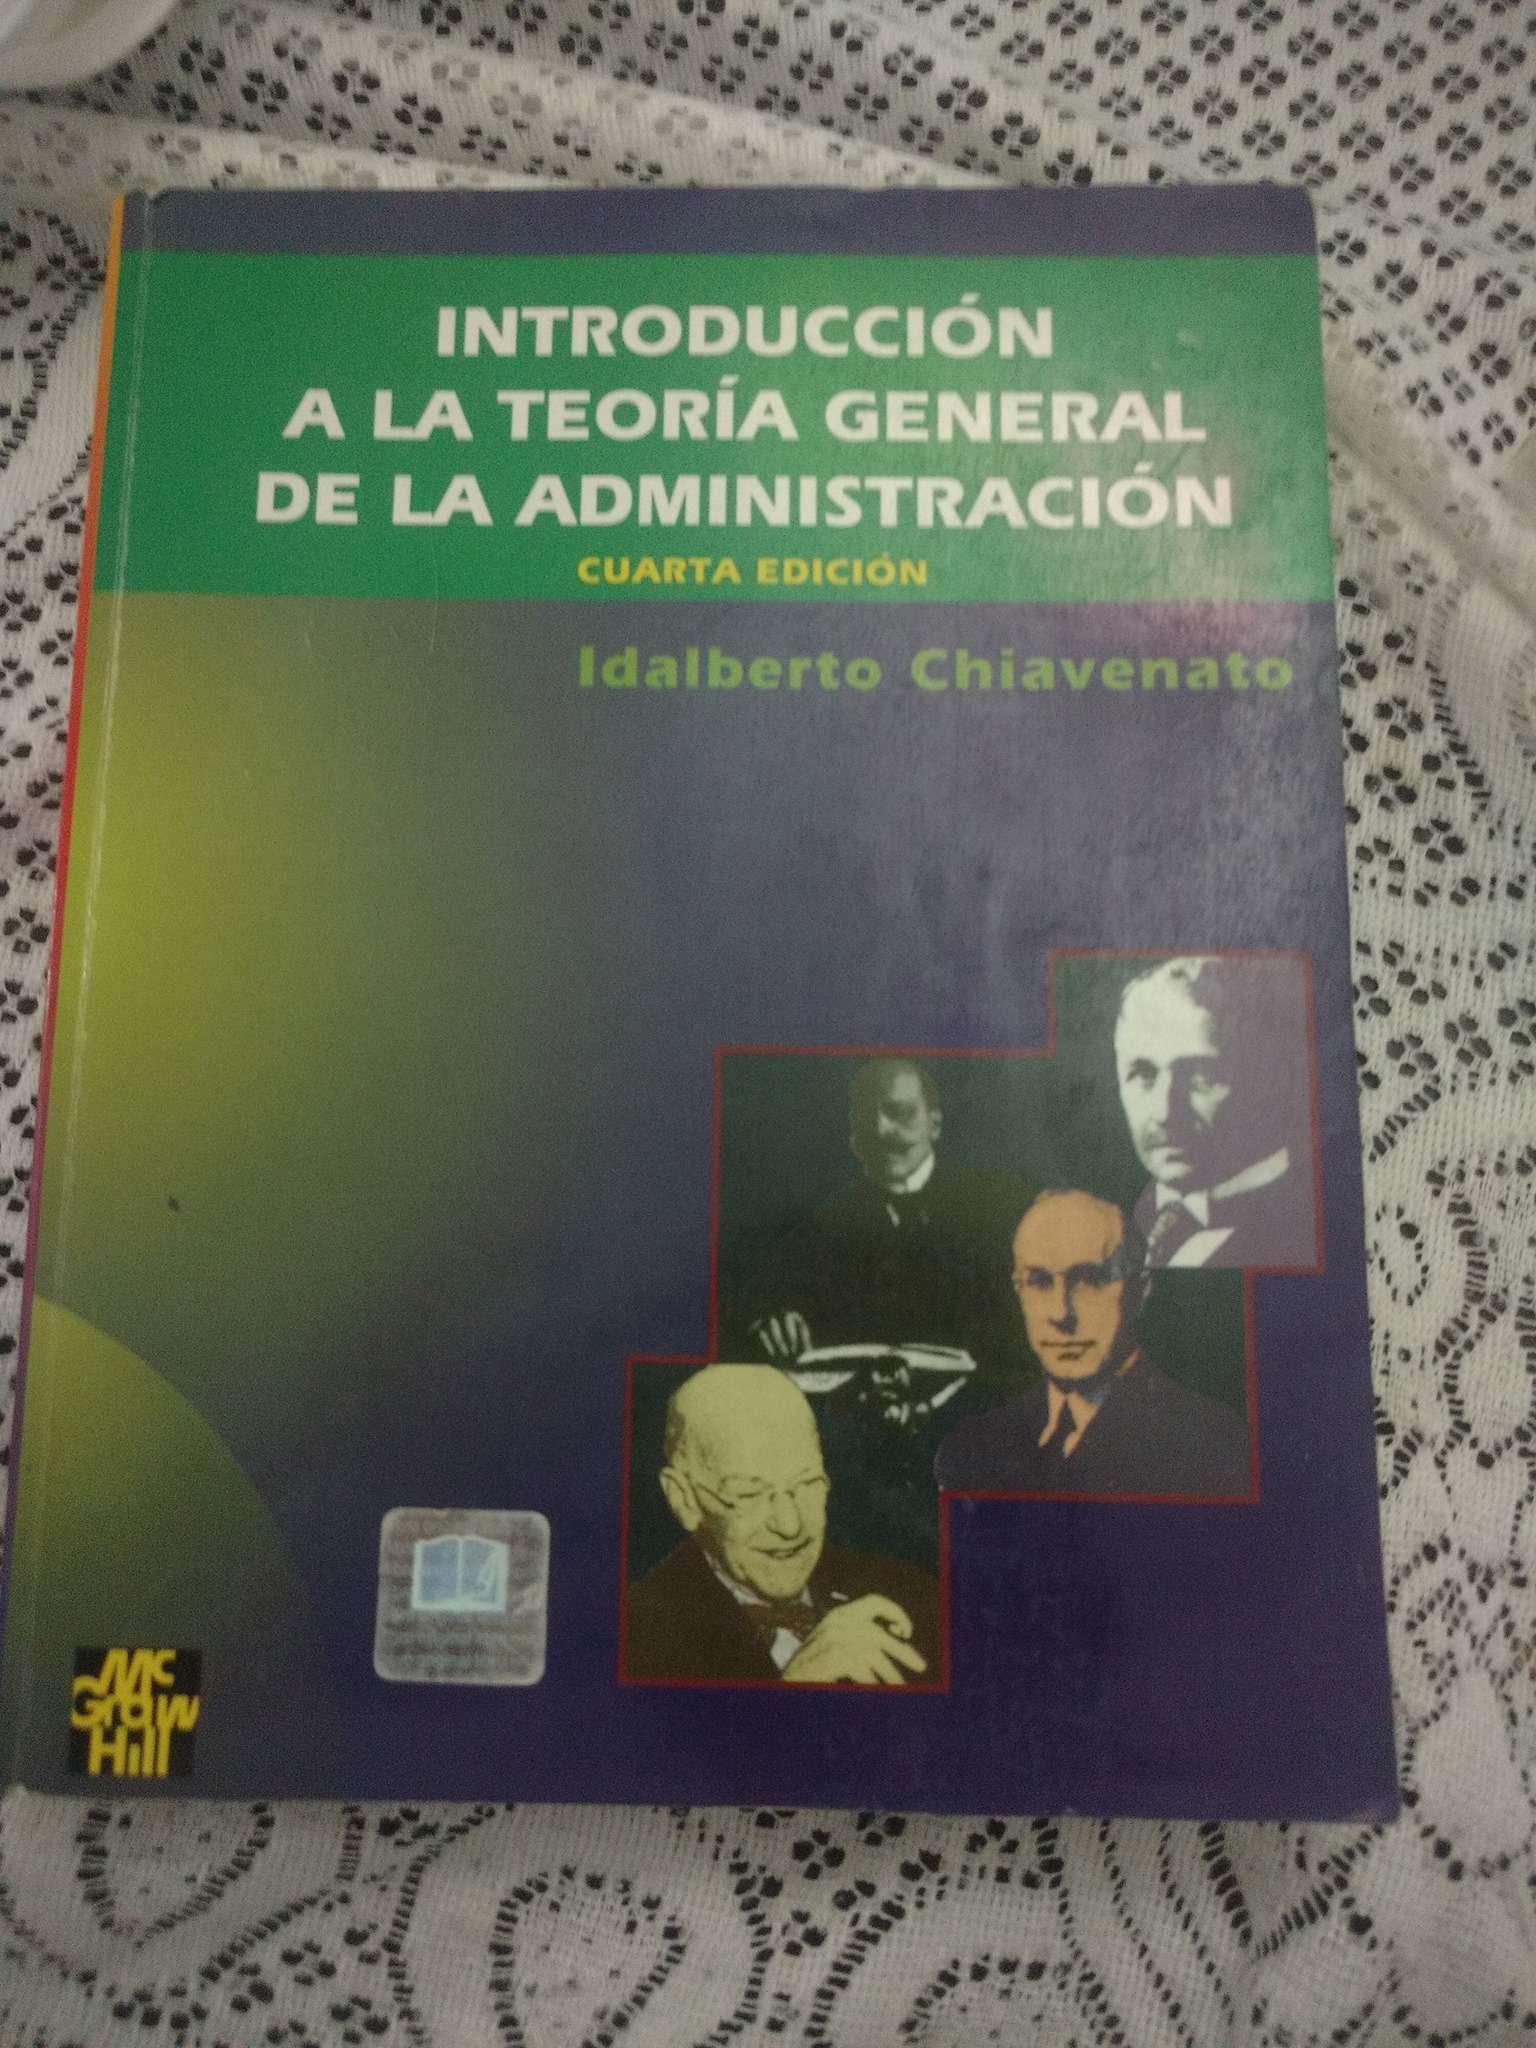 INTRODUCCIÓN
A LA TEORÍA GENERAL
DE LA ADMINISTRACIÓN
CUARTA EDICIÓN
Idalberto Chiavenato
Mc
Graw
Hill